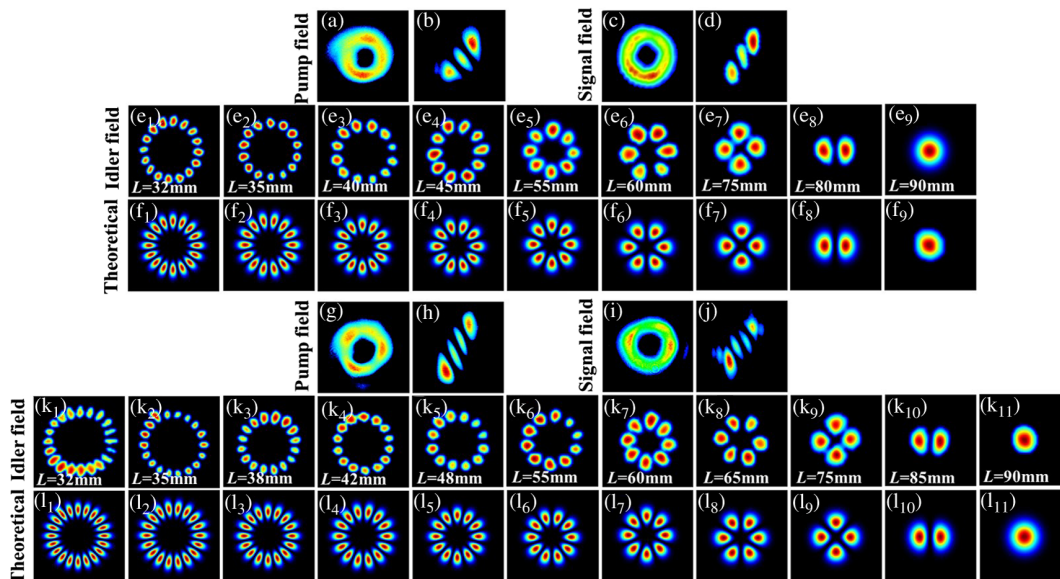 Pump field (a) (b) Signal field (c) (d)
Idler field (e1) (e2) (e3) (e4) (e5) (e6) (e7) (e8) (e9)
L=32mm L=35mm L=40mm L=45mm L=55mm L=60mm L=75mm L=80mm L=90mm
Theoretical (f1) (f2) (f3) (f4) (f5) (f6) (f7) (f8) (f9)
Pump field (g) (h) Signal field (i) (j)
Idler field (k1) (k2) (k3) (k4) (k5) (k6) (k7) (k8) (k9) (k10) (k11)
L=32mm L=35mm L=38mm L=42mm L=48mm L=55mm L=60mm L=65mm L=75mm L=85mm L=90mm
Theoretical (l1) (l2) (l3) (l4) (l5) (l6) (l7) (l8) (l9) (l10) (l11)